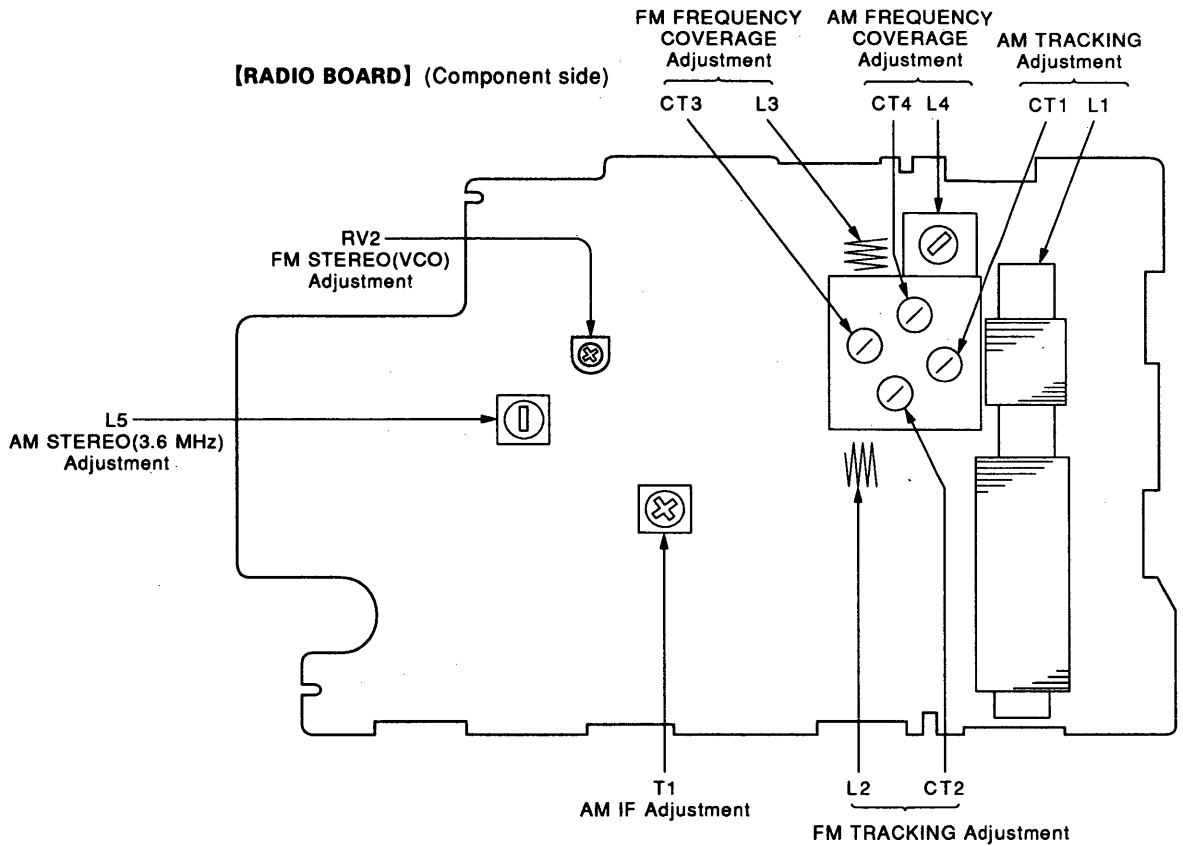 FM FREQUENCY
COVERAGE
Adjustment
CT3 L3
AM FREQUENCY
COVERAGE
Adjustment
CT4 L4
AM TRACKING
Adjustment
CT1 L1
【RADIO BOARD】 (Component side)
RV2
FM STEREO(VCO)
Adjustment
L5
AM STEREO(3.6 MHz)
Adjustment
T1
AM IF Adjustment
L2 CT2
FM TRACKING Adjustment